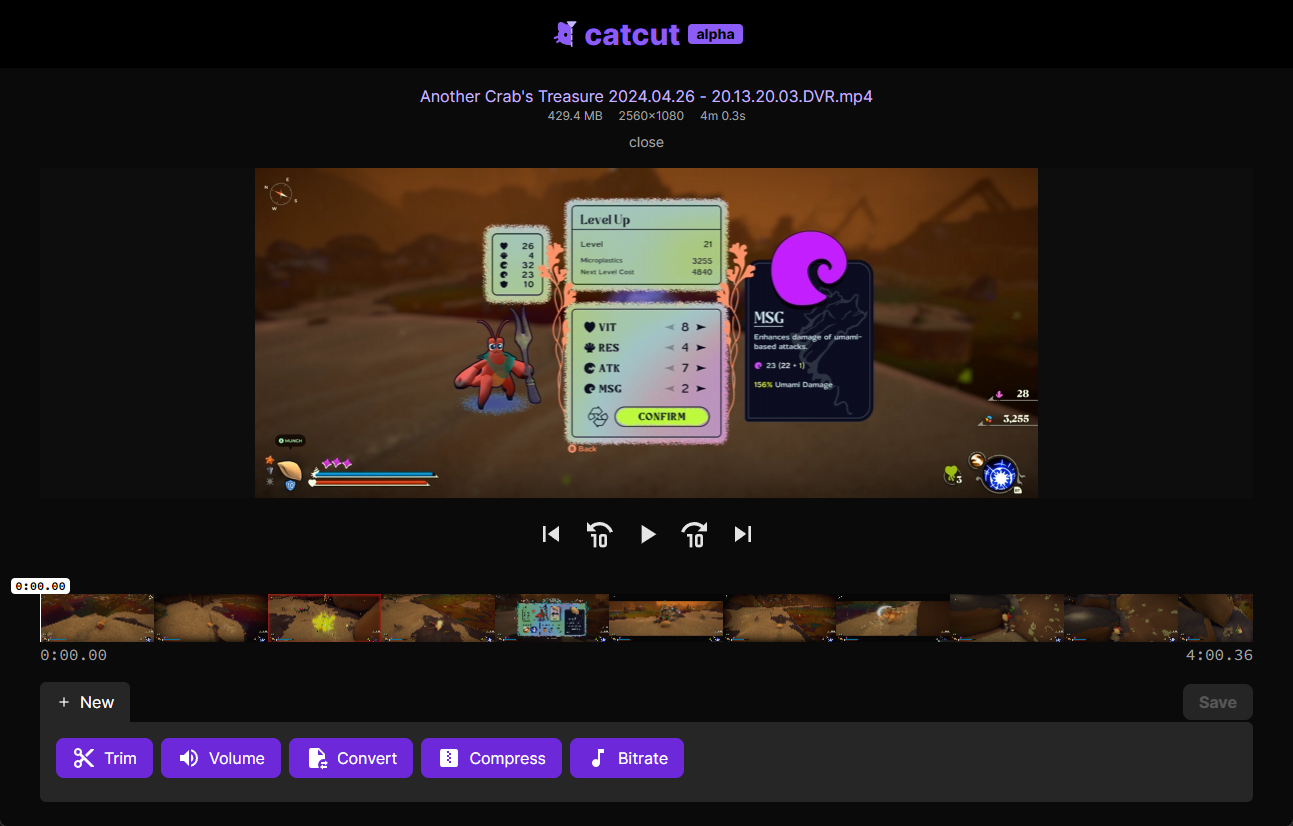 catcut alpha
Another Crab's Treasure 2024.04.26 - 20.13.20.03.DVR.mp4
429.4 MB 2560×1080 4m 0.3s
close
N E S W
26
4
32
23
10
Level Up
Level 21
Microplastics 3255
Next Level Cost 4840
VIT 8
RES 4
ATK 7
MSG 2
CONFIRM
Back
MSG
Enhances damage of umami-
based attacks.
23 (22 + 1)
156% Umami Damage
28
3,255
MUNCH
3
10
10
0:00.00
0:00.00 4:00.36
+ New
Save
Trim
Volume
Convert
Compress
Bitrate